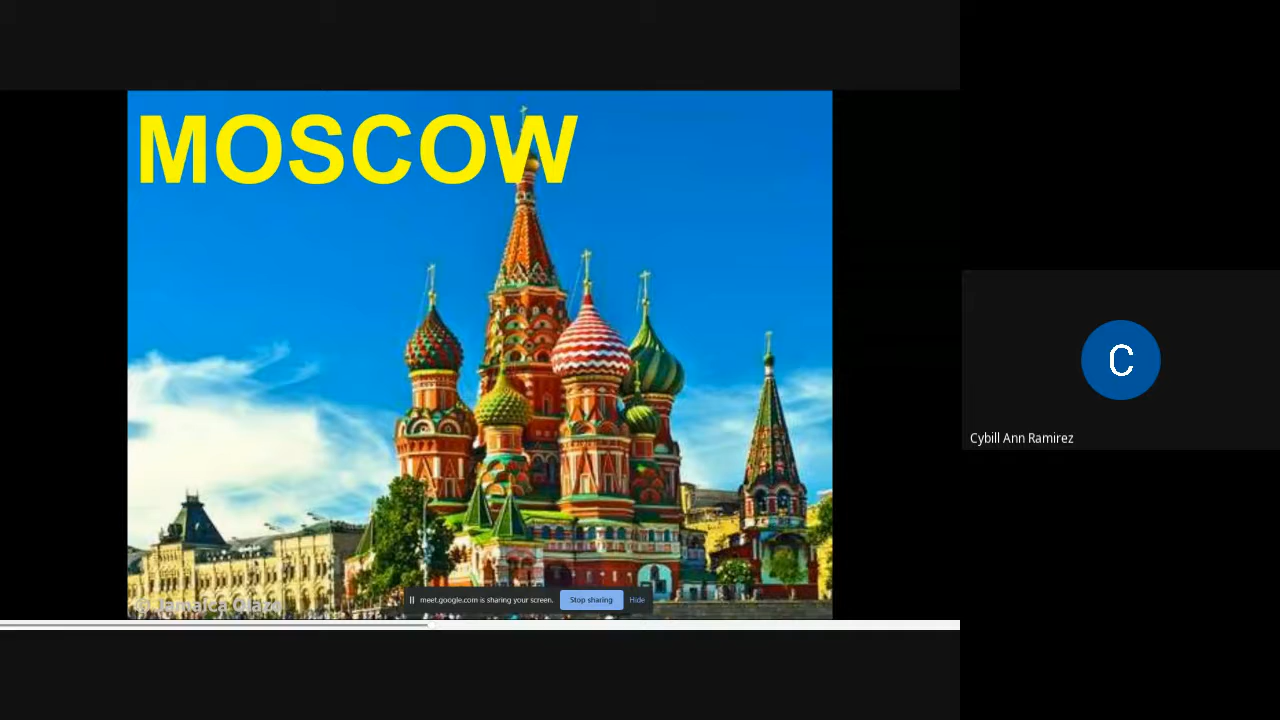 MOSCOW
C
Cybill Ann Ramirez
meet.google.com is sharing your screen.
Stop sharing
Hide